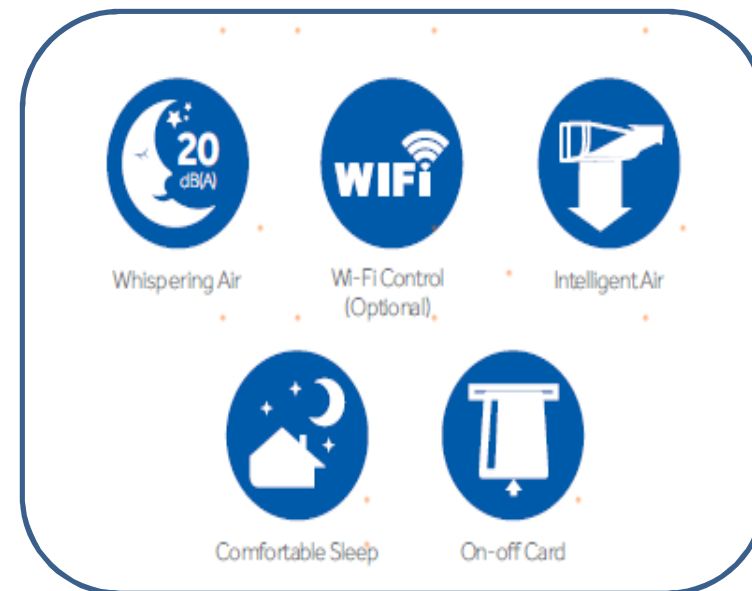 20
dB(A)
WIFi
Whispering Air
Wi-Fi Control
(Optional)
Intelligent Air
Comfortable Sleep
On-off Card